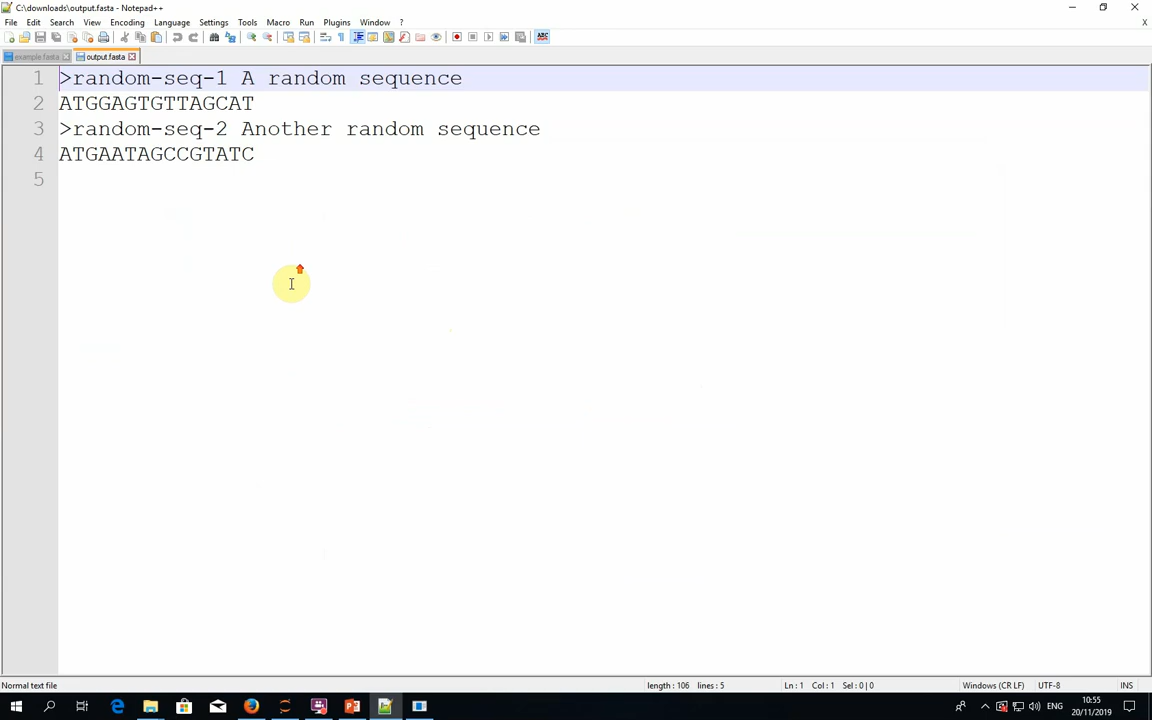 C:\downloads\output.fasta - Notepad++
File Edit Search View Encoding Language Settings Tools Macro Run Plugins Window ? X
example.fasta output.fasta
1 >random-seq-1 A random sequence
2 ATGGAGTGTTAGCAT
3 >random-seq-2 Another random sequence
4 ATGAATAGCCGTATC
5
Normal text file length : 106 lines : 5 Ln : 1 Col : 1 Sel : 0 | 0 Windows (CR LF) UTF-8 INS
ENG 10:55
20/11/2019